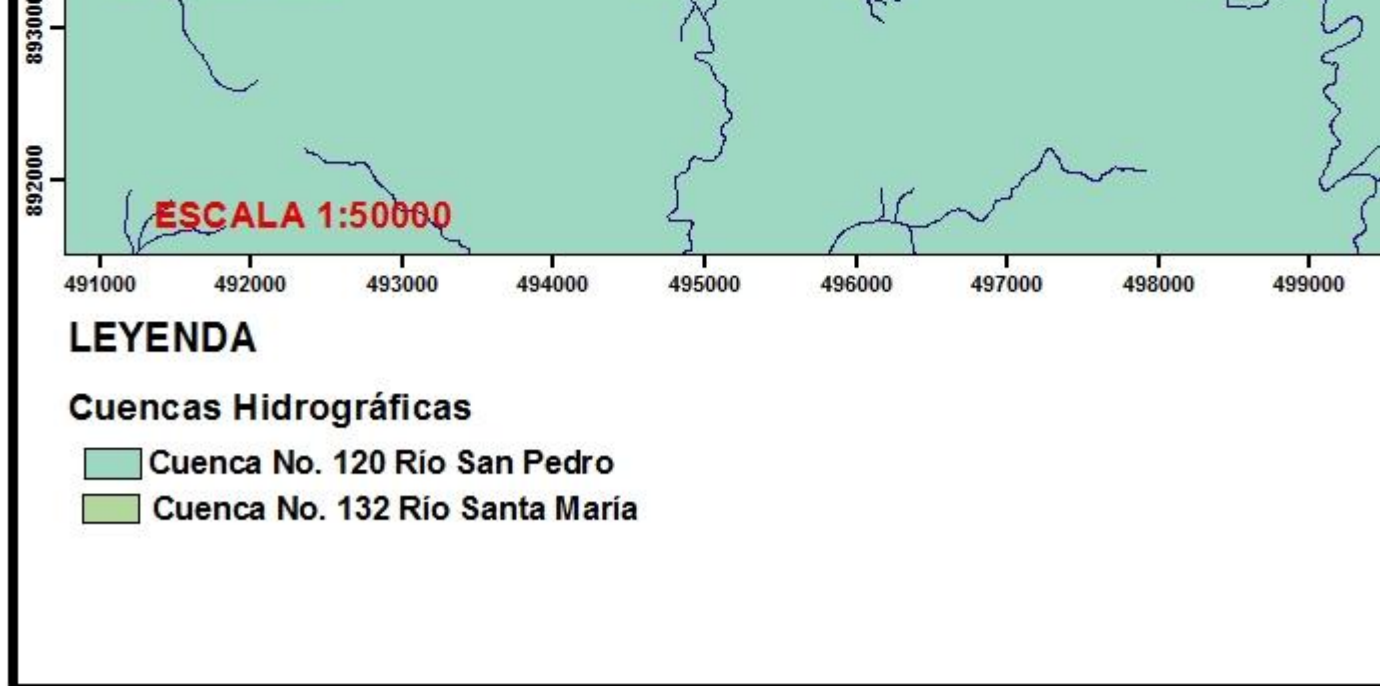 893000
892000
ESCALA 1:50000
491000 492000 493000 494000 495000 496000 497000 498000 499000
LEYENDA
Cuencas Hidrográficas
Cuenca No. 120 Río San Pedro
Cuenca No. 132 Río Santa María